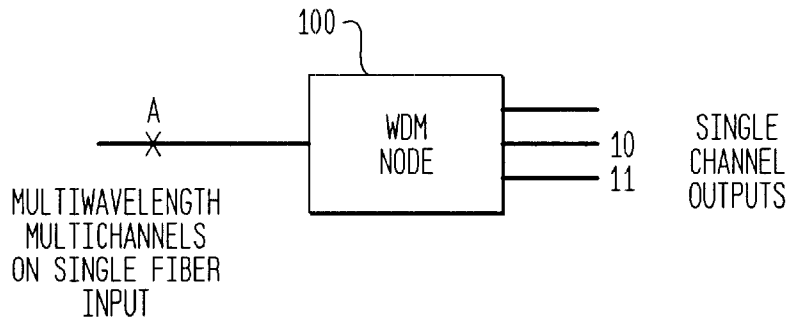 100
A
WDM
NODE
10
11
SINGLE
CHANNEL
OUTPUTS
MULTIWAVELENGTH
MULTICHANNELS
ON SINGLE FIBER
INPUT